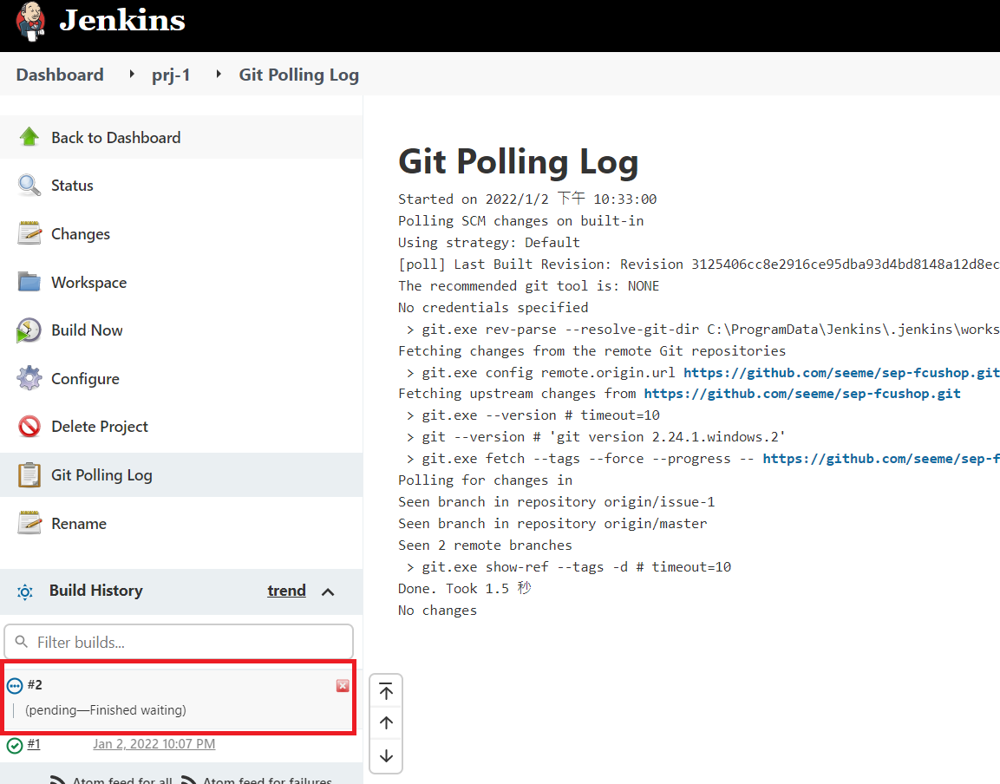 Jenkins
Dashboard prj-1 Git Polling Log
Back to Dashboard
Status
Changes
Workspace
Build Now
Configure
Delete Project
Git Polling Log
Rename
Build History trend
Filter builds...
#2
(pending—Finished waiting)
#1 Jan 2, 2022 10:07 PM
Atom feed for all Atom feed for failures
Git Polling Log
Started on 2022/1/2 下午 10:33:00
Polling SCM changes on built-in
Using strategy: Default
[poll] Last Built Revision: Revision 3125406cc8e2916ce95dba93d4bd8148a12d8ec
The recommended git tool is: NONE
No credentials specified
> git.exe rev-parse --resolve-git-dir C:\ProgramData\Jenkins\.jenkins\works
Fetching changes from the remote Git repositories
> git.exe config remote.origin.url https://github.com/seeme/sep-fcushop.git
Fetching upstream changes from https://github.com/seeme/sep-fcushop.git
> git.exe --version # timeout=10
> git --version # 'git version 2.24.1.windows.2'
> git.exe fetch --tags --force --progress -- https://github.com/seeme/sep-f
Polling for changes in
Seen branch in repository origin/issue-1
Seen branch in repository origin/master
Seen 2 remote branches
> git.exe show-ref --tags -d # timeout=10
Done. Took 1.5 秒
No changes